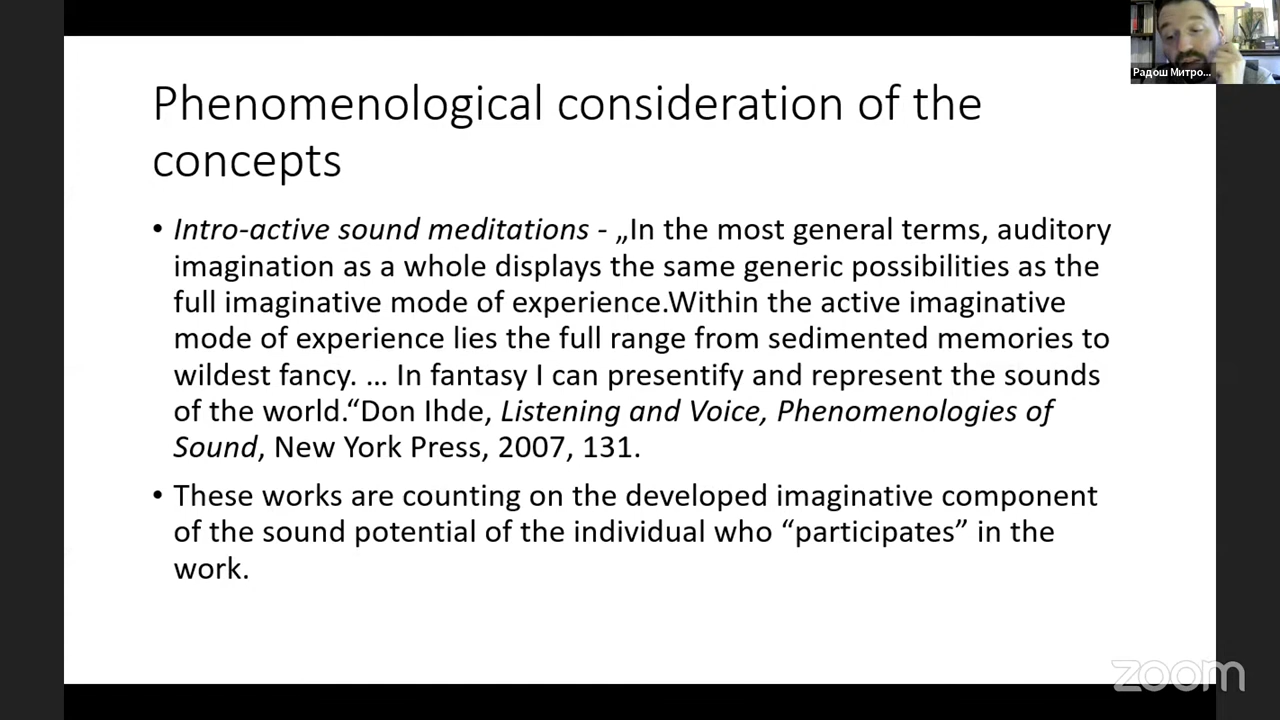 Phenomenological consideration of the
concepts
• Intro-active sound meditations - „In the most general terms, auditory
imagination as a whole displays the same generic possibilities as the
full imaginative mode of experience.Within the active imaginative
mode of experience lies the full range from sedimented memories to
wildest fancy. … In fantasy I can presentify and represent the sounds
of the world.“Don Ihde, Listening and Voice, Phenomenologies of
Sound, New York Press, 2007, 131.
• These works are counting on the developed imaginative component
of the sound potential of the individual who “participates” in the
work.
Радош Митро...
zoom